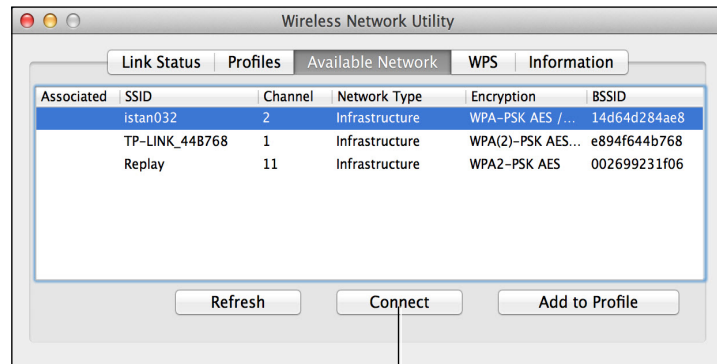 Wireless Network Utility
Link Status Profiles Available Network WPS Information
Associated SSID Channel Network Type Encryption BSSID
istan032 2 Infrastructure WPA-PSK AES /... 14d64d284ae8
TP-LINK_44B768 1 Infrastructure WPA(2)-PSK AES... e894f644b768
Replay 11 Infrastructure WPA2-PSK AES 002699231f06
Refresh Connect Add to Profile